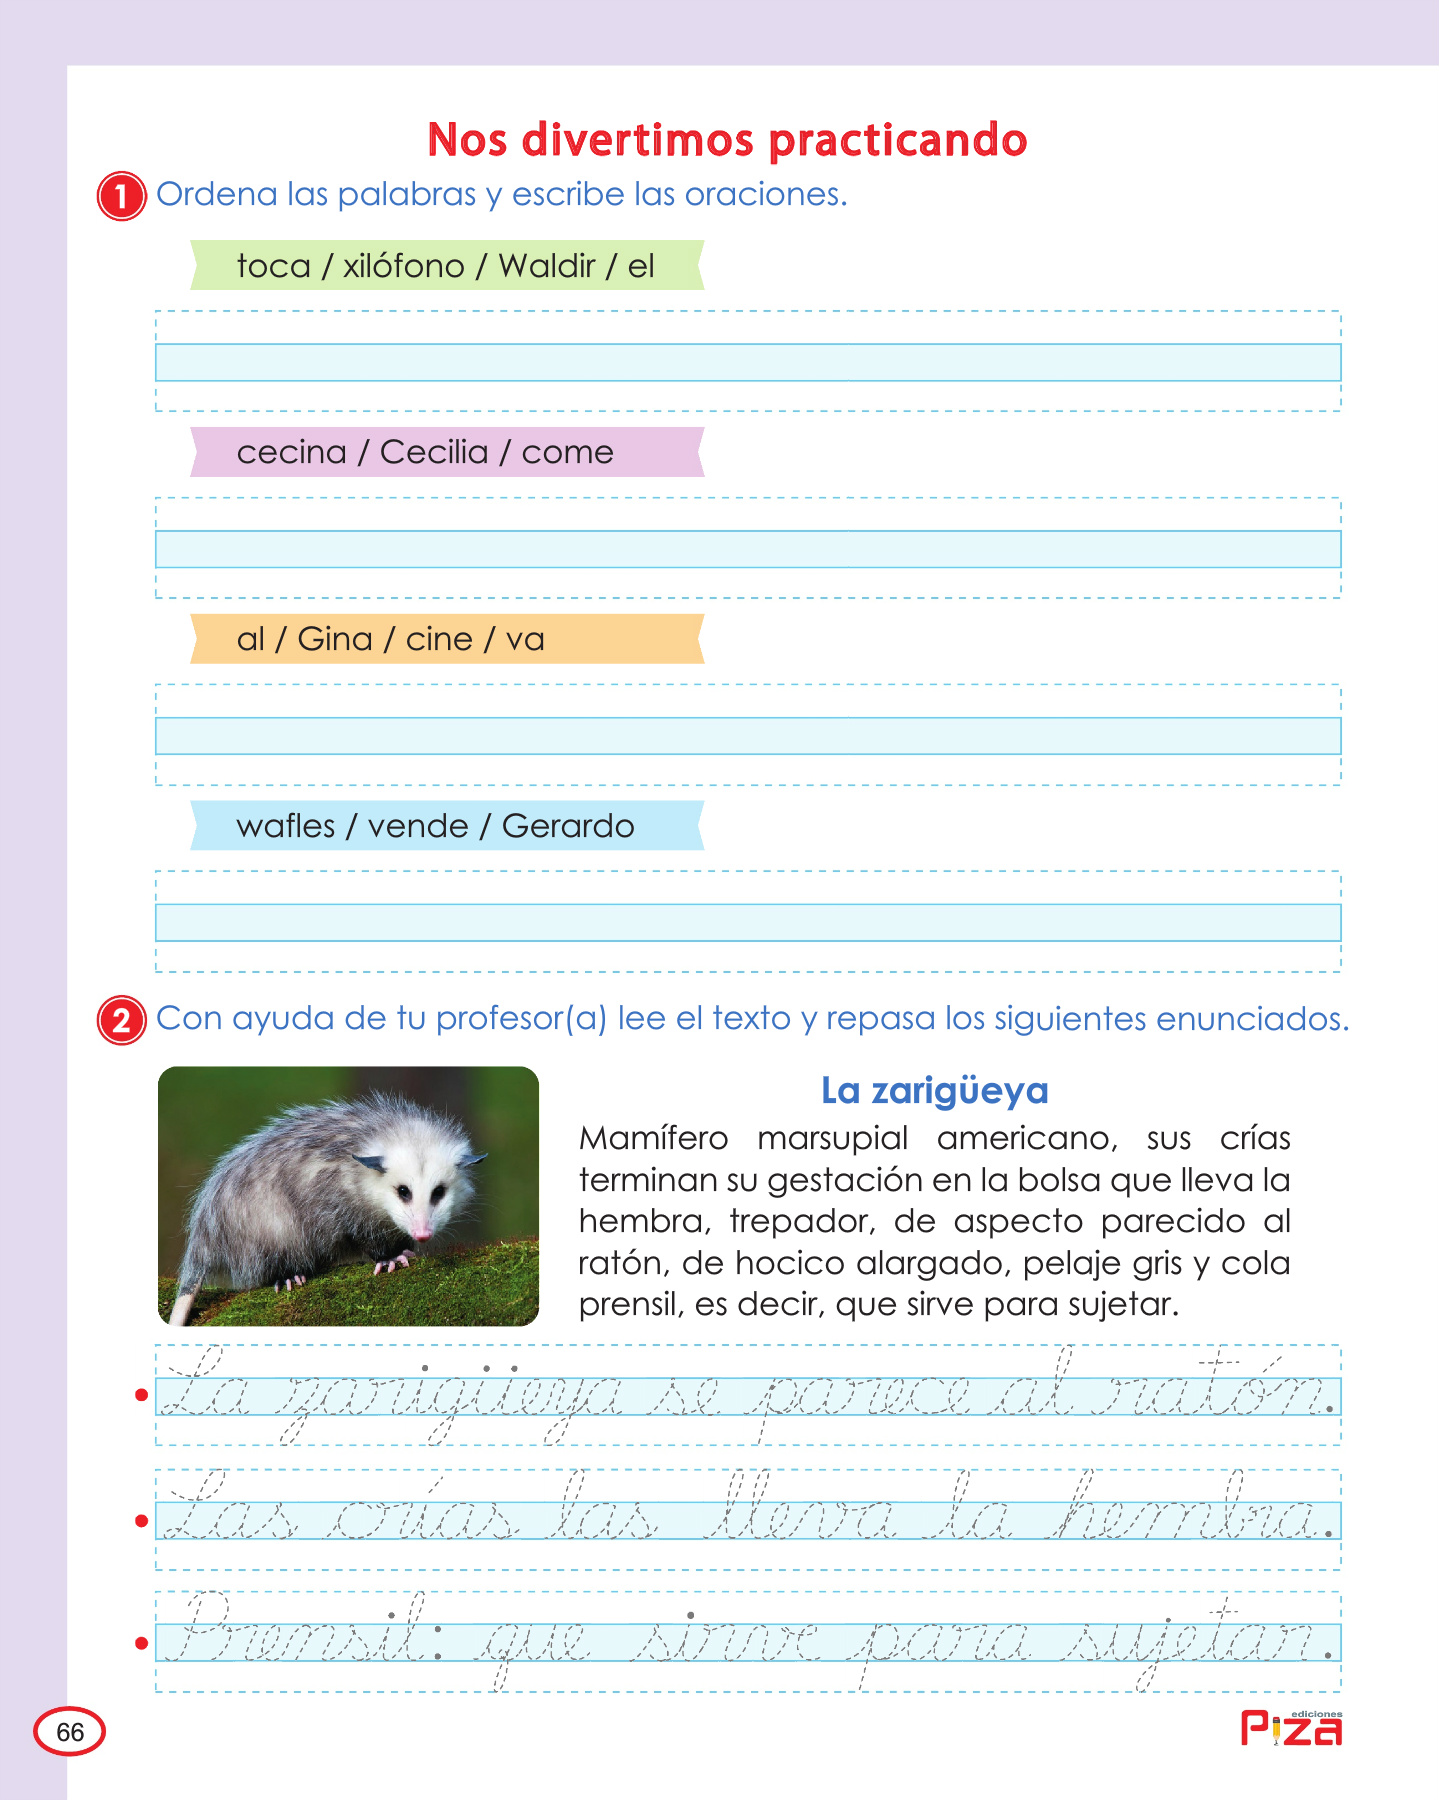 Nos divertimos practicando
1 Ordena las palabras y escribe las oraciones.
toca / xilófono / Waldir / el
cecina / Cecilia / come
al / Gina / cine / va
wafles / vende / Gerardo
2 Con ayuda de tu profesor(a) lee el texto y repasa los siguientes enunciados.
La zarigüeya
Mamífero marsupial americano, sus crías
terminan su gestación en la bolsa que lleva la
hembra, trepador, de aspecto parecido al
ratón, de hocico alargado, pelaje gris y cola
prensil, es decir, que sirve para sujetar.
La zarigüeya se parece al ratón.
Las crías las lleva la hembra.
Prensil: que sirve para sujetar.
66
ediciones
Piza